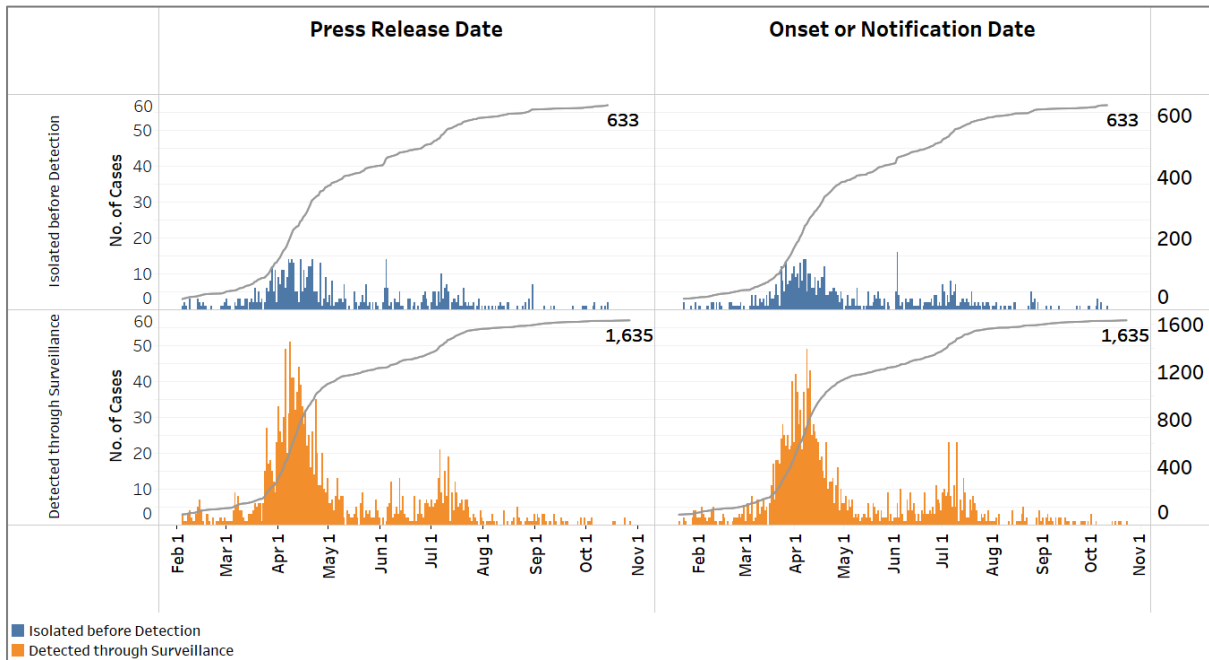 Press Release Date
Onset or Notification Date
Isolated before Detection
No. of Cases
60
50
40
30
20
10
0
633
633
600
400
200
0
Detected through Surveillance
No. of Cases
60
50
40
30
20
10
0
1,635
1,635
1600
1200
800
400
0
Feb 1
Mar 1
Apr 1
May 1
Jun 1
Jul 1
Aug 1
Sep 1
Oct 1
Nov 1
Feb 1
Mar 1
Apr 1
May 1
Jun 1
Jul 1
Aug 1
Sep 1
Oct 1
Nov 1
Isolated before Detection
Detected through Surveillance